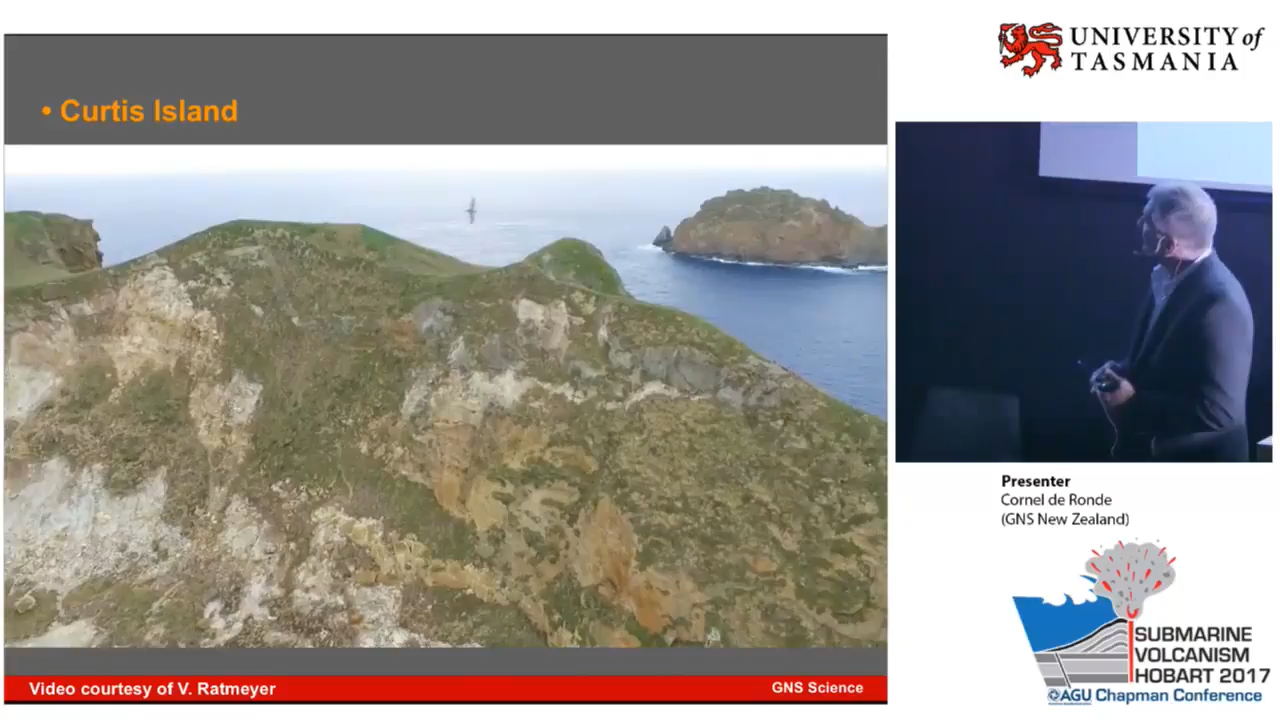 • Curtis Island
Video courtesy of V. Ratmeyer
GNS Science
UNIVERSITY of
TASMANIA
Presenter
Cornel de Ronde
(GNS New Zealand)
SUBMARINE
VOLCANISM
HOBART 2017
AGU Chapman Conference